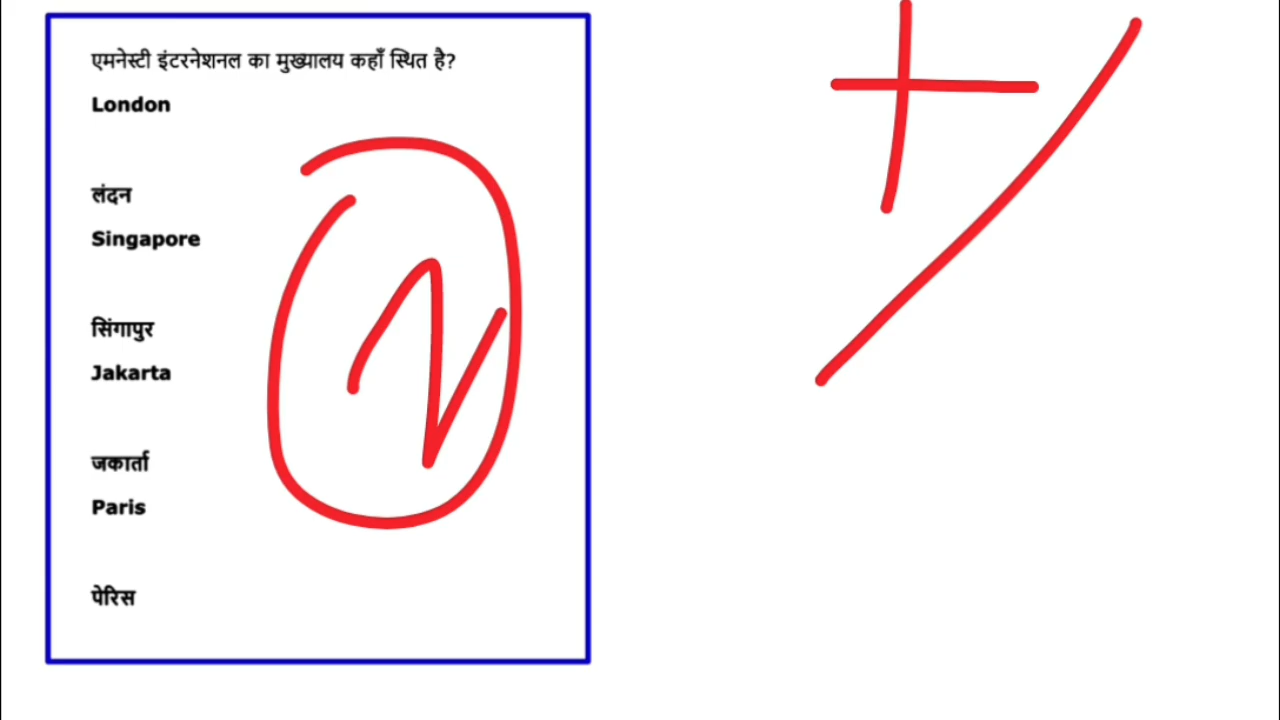 एमनेस्टी इंटरनेशनल का मुख्यालय कहाँ स्थित है?
London
लंदन
Singapore
सिंगापुर
Jakarta
जकार्ता
Paris
पेरिस